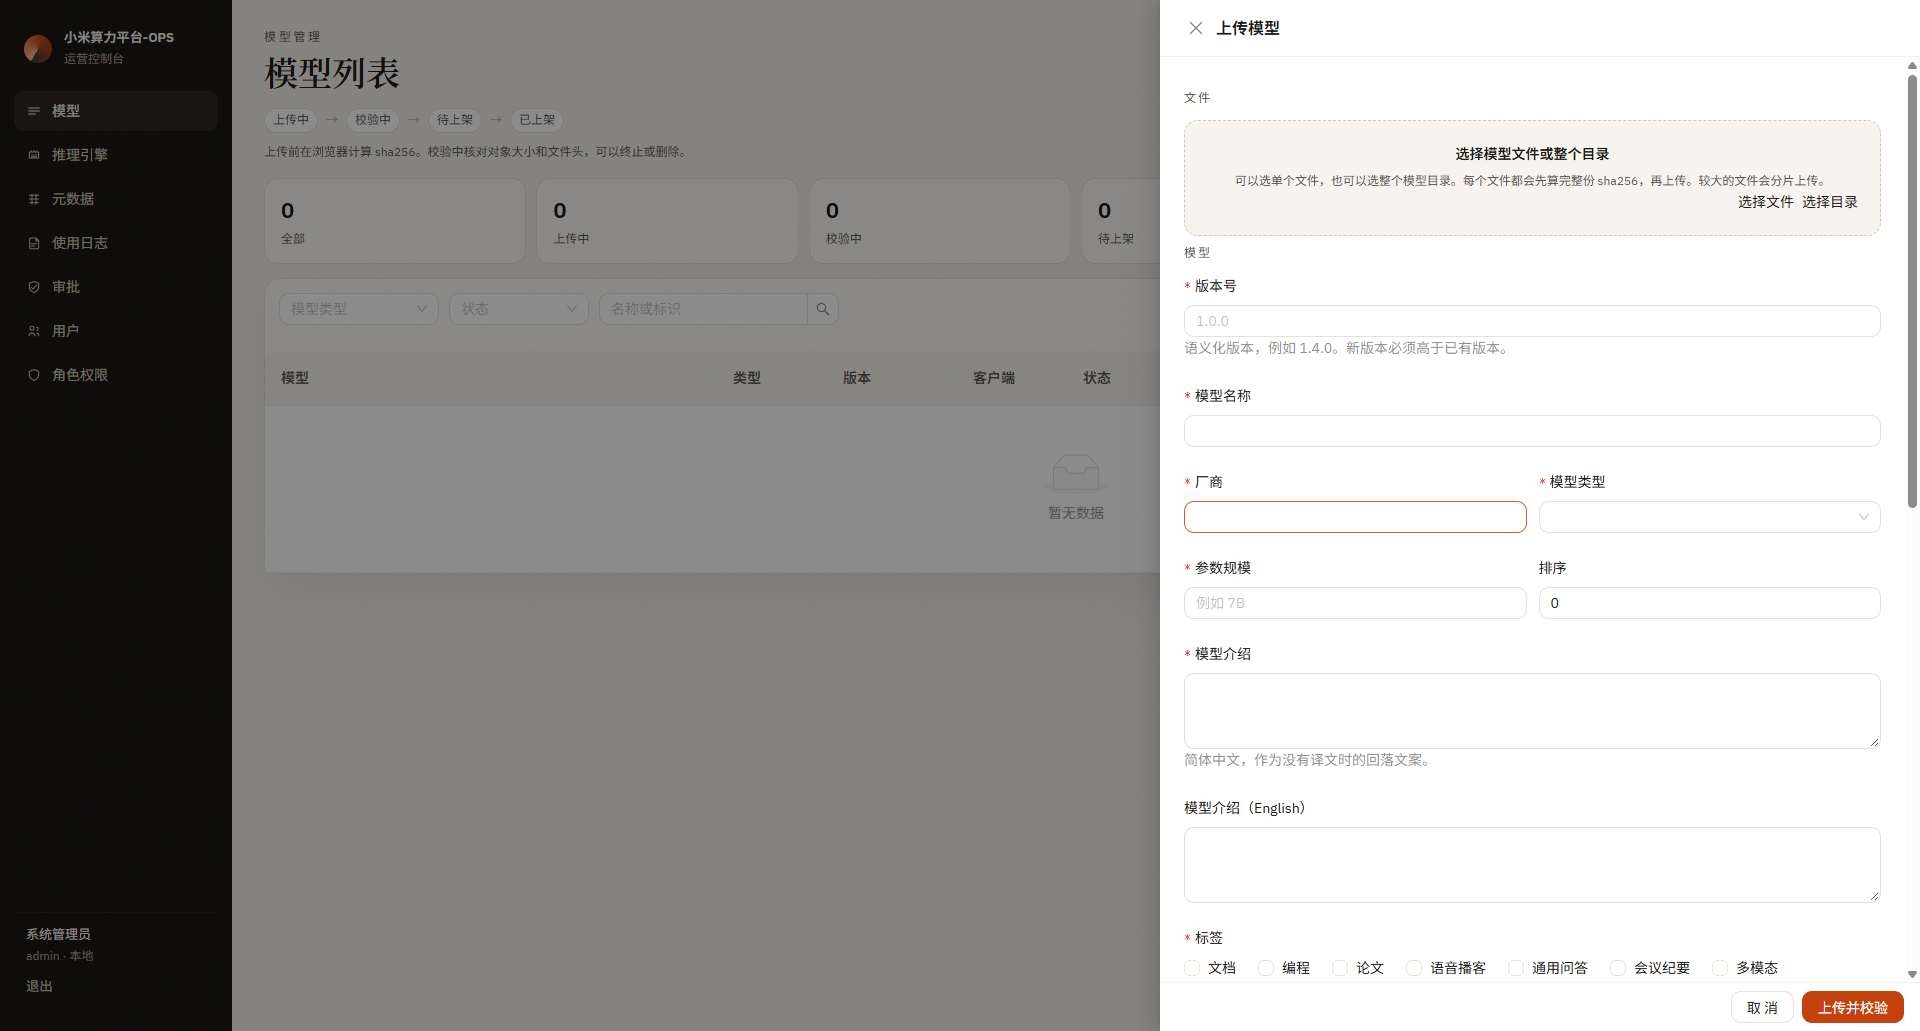 小米算力平台-OPS
运营控制台
模型
推理引擎
元数据
使用日志
审批
用户
角色权限
系统管理员
admin · 本地
退出
模型管理
模型列表
上传中 → 校验中 → 待上架 → 已上架
上传前在浏览器计算 sha256。校验中核对对象大小和文件头，可以终止或删除。
0
全部
0
上传中
0
校验中
0
待上架
模型类型
状态
名称或标识
模型 类型 版本 客户端 状态
暂无数据
上传模型
文件
选择模型文件或整个目录
可以选单个文件，也可以选整个模型目录。每个文件都会先算完整份 sha256，再上传。较大的文件会分片上传。
选择文件 选择目录
模型
* 版本号
1.0.0
语义化版本，例如 1.4.0。新版本必须高于已有版本。
* 模型名称
* 厂商 * 模型类型
* 参数规模 排序
例如 7B 0
* 模型介绍
简体中文，作为没有译文时的回落文案。
模型介绍（English）
* 标签
文档 编程 论文 语音播客 通用问答 会议纪要 多模态
取 消 上传并校验